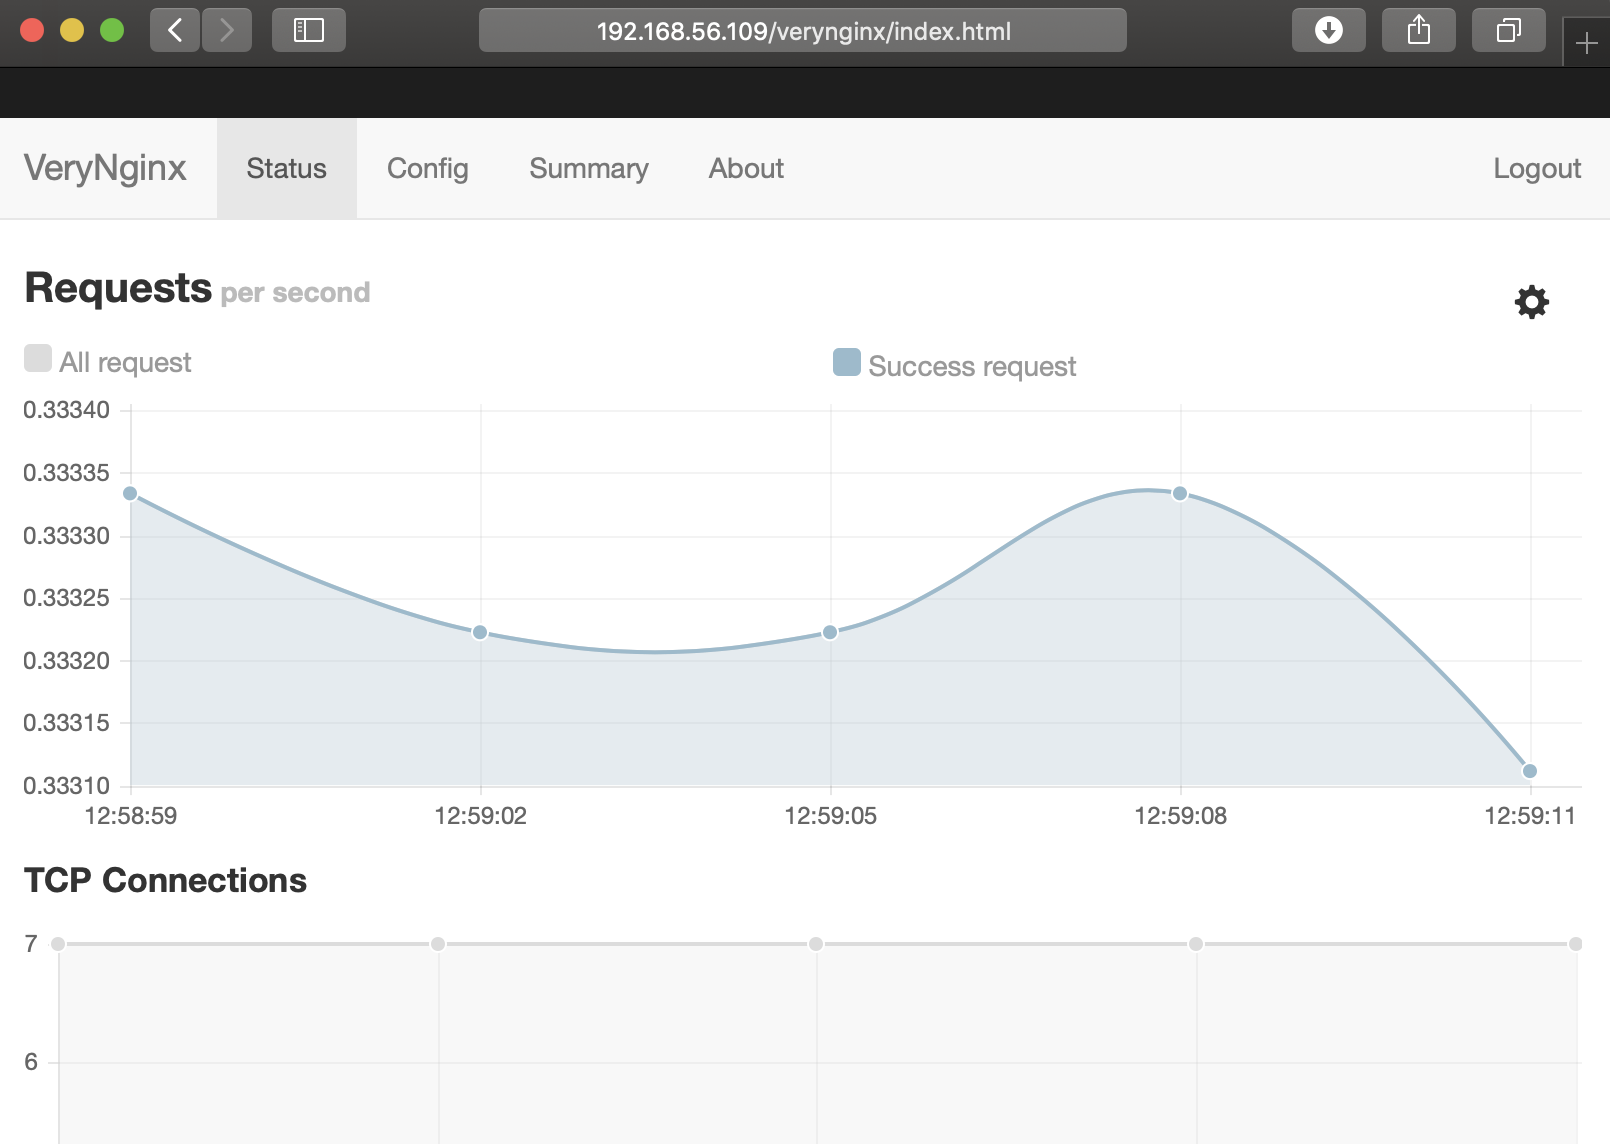 192.168.56.109/verynginx/index.html
VeryNginx Status Config Summary About Logout
Requests per second
All request Success request
0.33340
0.33335
0.33330
0.33325
0.33320
0.33315
0.33310
12:58:59 12:59:02 12:59:05 12:59:08 12:59:11
TCP Connections
7
6